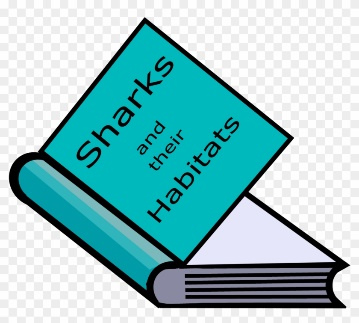 Sharks
and
their
Habitats